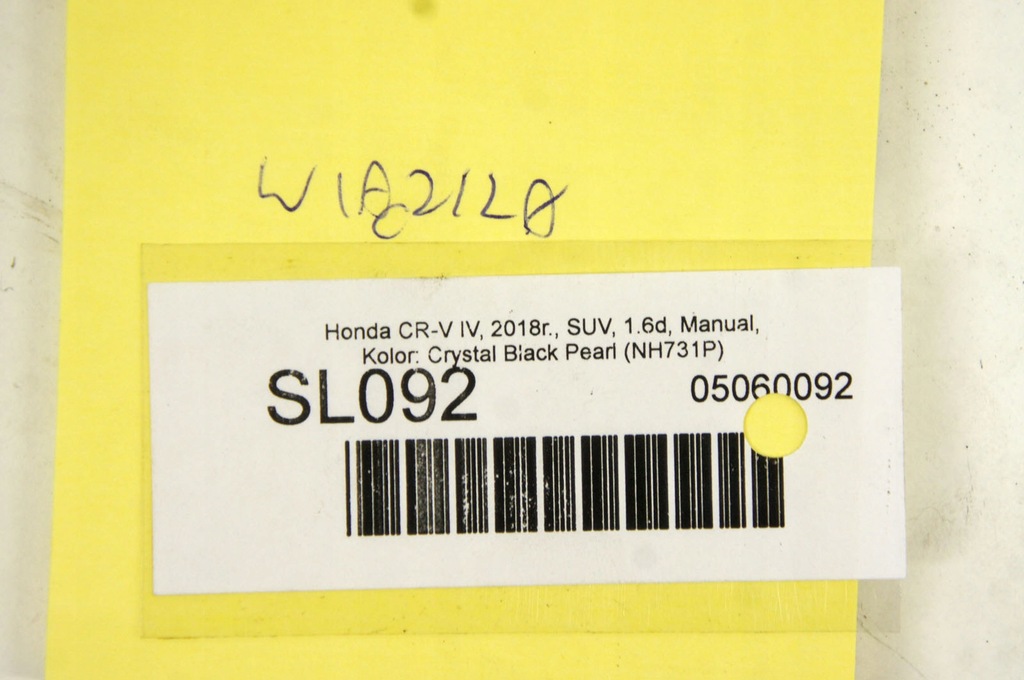 Honda CR-V IV, 2018r., SUV, 1.6d, Manual,
Kolor: Crystal Black Pearl (NH731P)
SL092 05060092